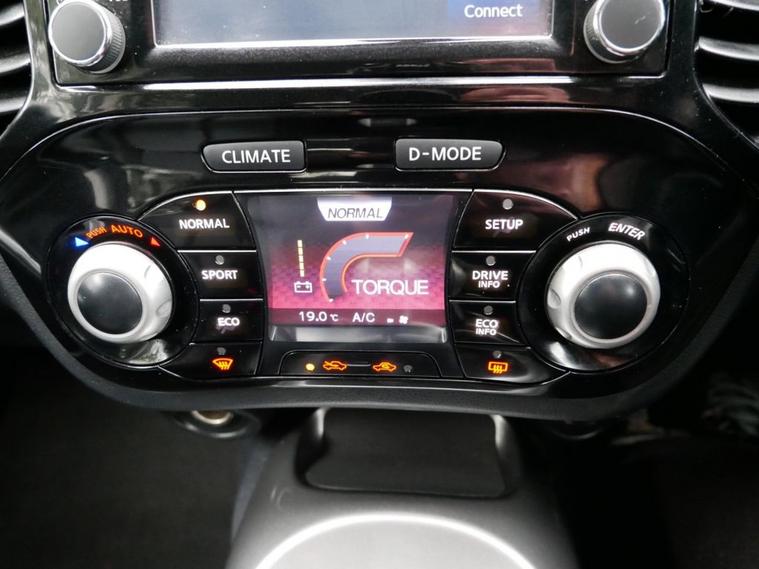 Connect
CLIMATE
D-MODE
NORMAL
NORMAL
SETUP
PUSH AUTO
PUSH ENTER
SPORT
DRIVE
INFO
TORQUE
ECO
ECO
INFO
19.0°C A/C